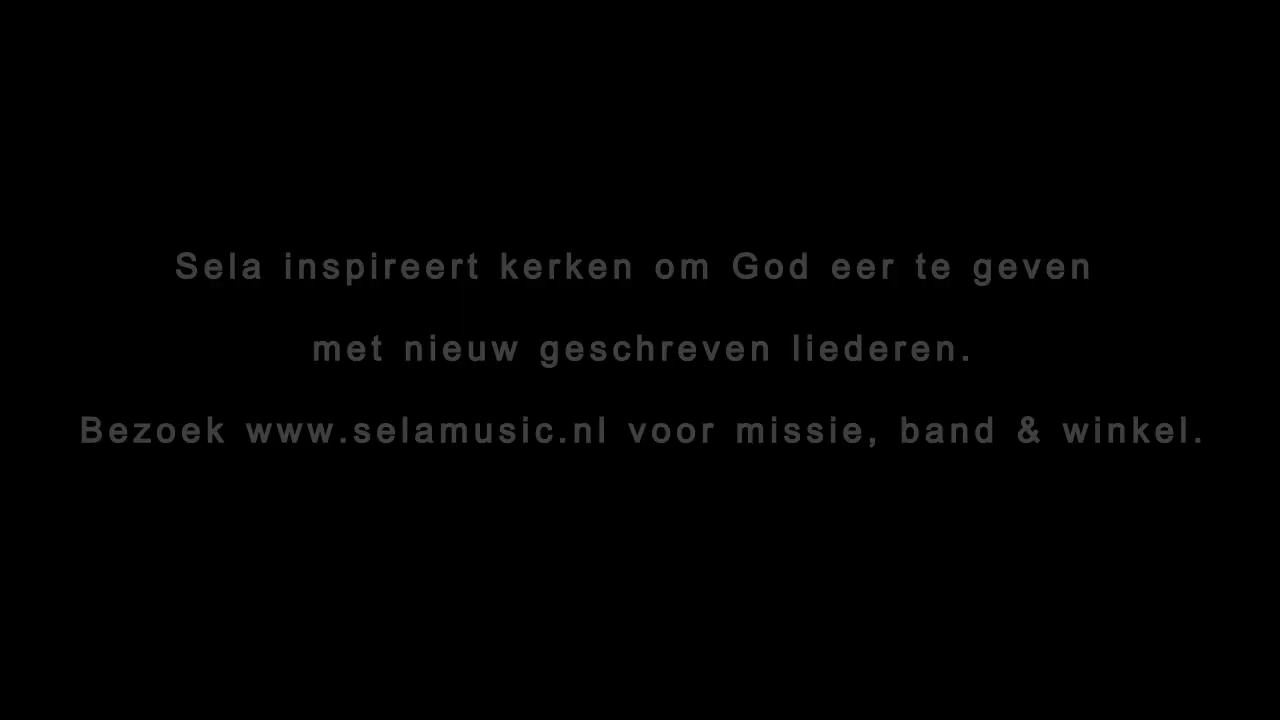 Sela inspireert kerken om God eer te geven
met nieuw geschreven liederen.
Bezoek www.selamusic.nl voor missie, band & winkel.